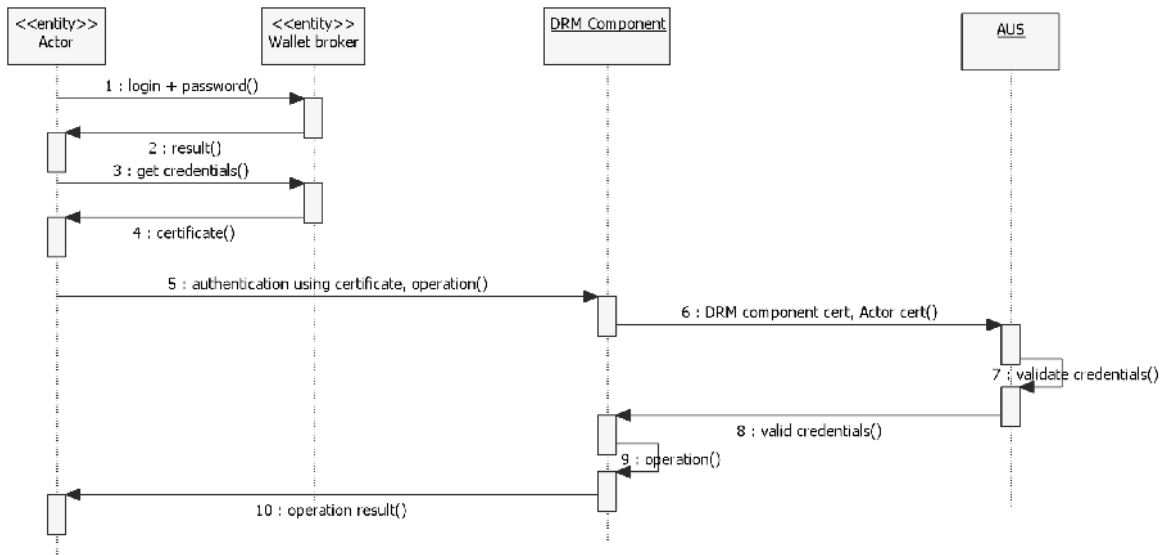 <<entity>>
Actor
<<entity>>
Wallet broker
DRM Component
AUS
1 : login + password()
2 : result()
3 : get credentials()
4 : certificate()
5 : authentication using certificate, operation()
6 : DRM component cert, Actor cert()
7 : validate credentials()
8 : valid credentials()
9 : operation()
10 : operation result()